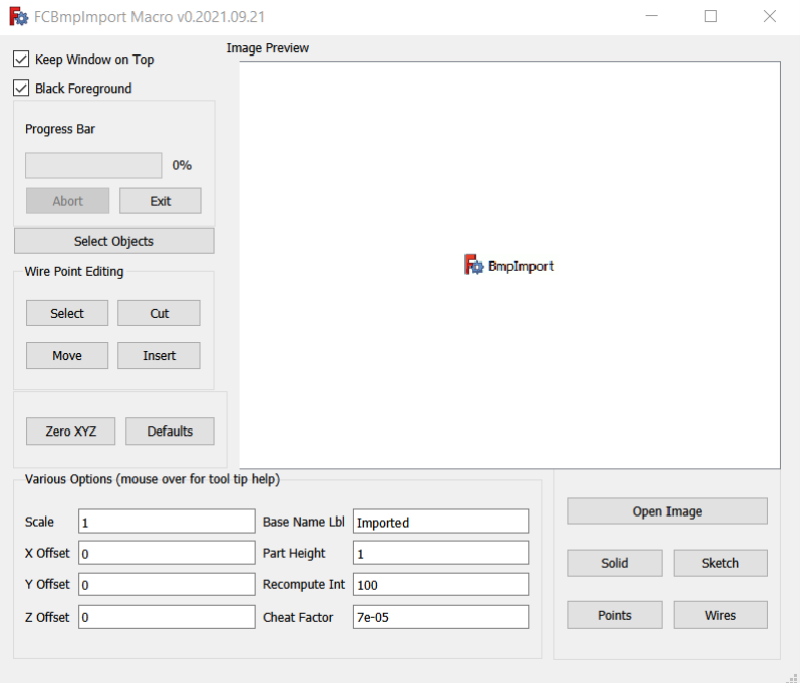 FCBmpImport Macro v0.2021.09.21
Keep Window on Top
Image Preview
Black Foreground
Progress Bar
0%
Abort Exit
Select Objects
Wire Point Editing
Select Cut
Move Insert
BmpImport
Zero XYZ Defaults
Various Options (mouse over for tool tip help)
Scale 1 Base Name Lbl Imported
X Offset 0 Part Height 1
Y Offset 0 Recompute Int 100
Z Offset 0 Cheat Factor 7e-05
Open Image
Solid Sketch
Points Wires